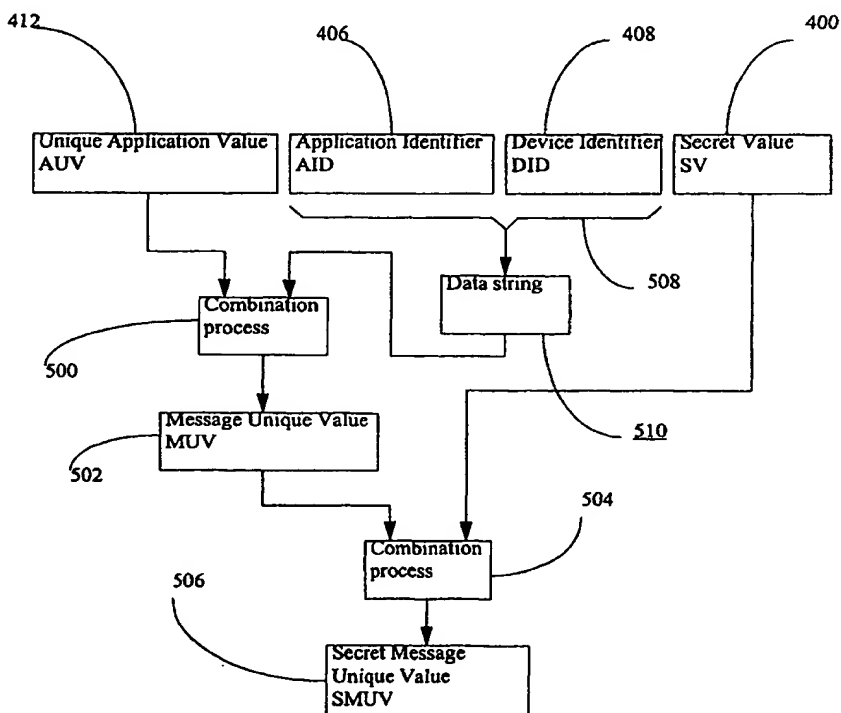 412
406
408
400
Unique Application Value
AUV
Application Identifier
AID
Device Identifier
DID
Secret Value
SV
508
Data string
Combination
process
500
510
Message Unique Value
MUV
502
504
Combination
process
506
Secret Message
Unique Value
SMUV